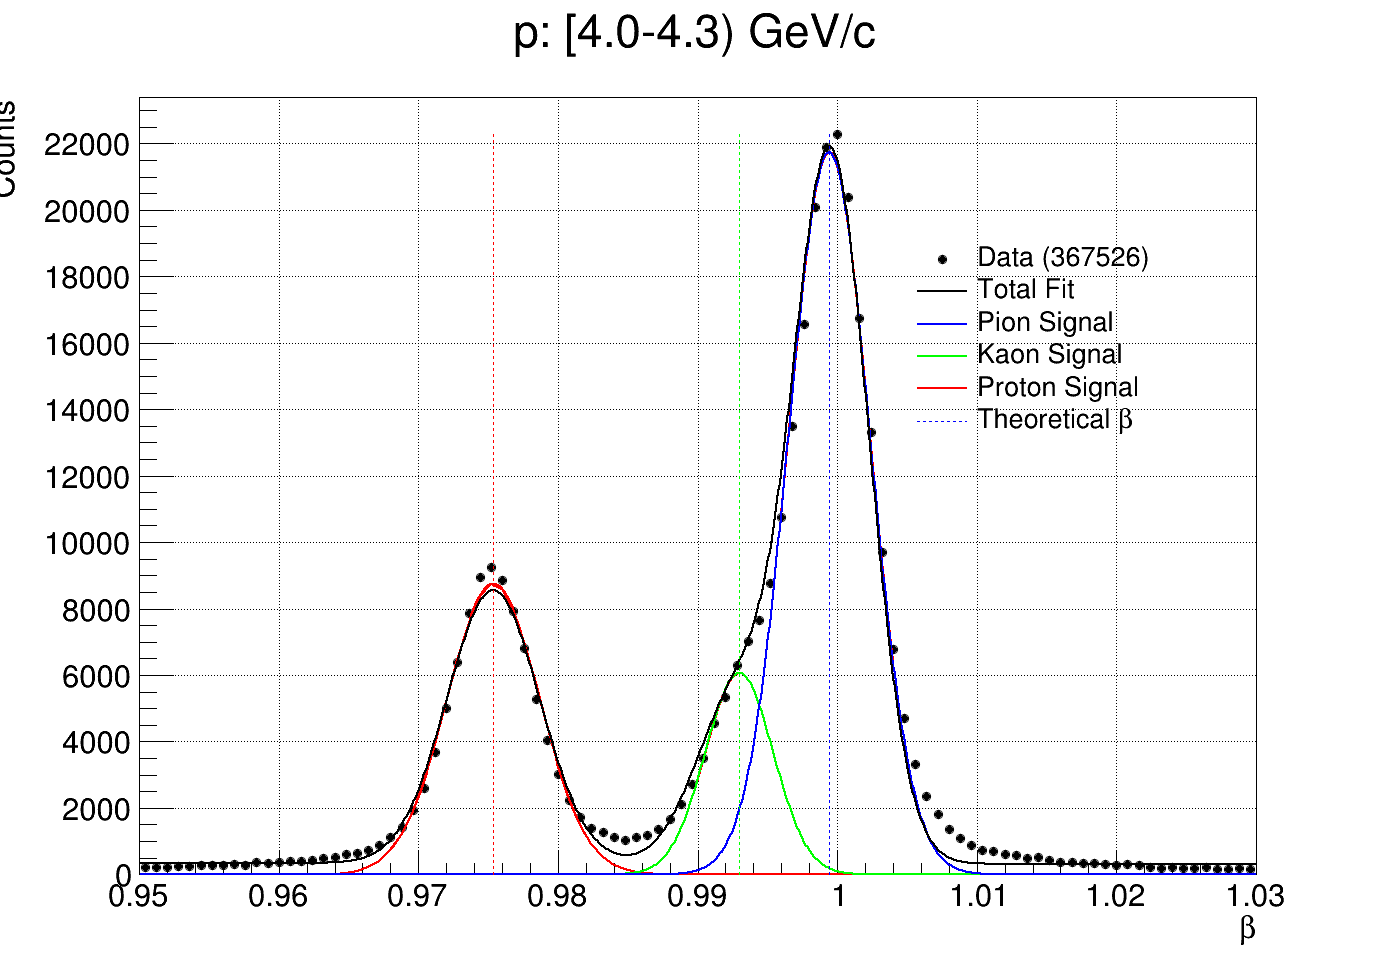 p: [4.0-4.3) GeV/c
Counts
22000
20000
18000
16000
14000
12000
10000
8000
6000
4000
2000
0
Data (367526)
Total Fit
Pion Signal
Kaon Signal
Proton Signal
Theoretical β
0.95 0.96 0.97 0.98 0.99 1 1.01 1.02 1.03
β